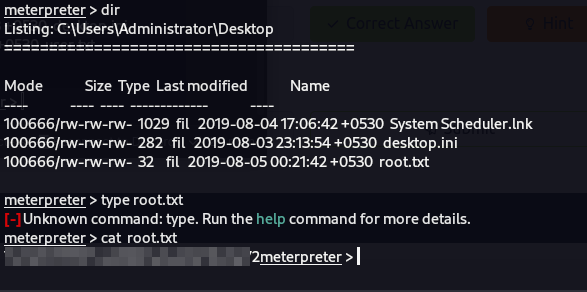 meterpreter > dir
Correct Answer
Hint
Listing: C:\Users\Administrator\Desktop
=======================================
Mode Size Type Last modified Name
---- ---- ---- ------------- ----
100666/rw-rw-rw- 1029 fil 2019-08-04 17:06:42 +0530 System Scheduler.lnk
100666/rw-rw-rw- 282 fil 2019-08-03 23:13:54 +0530 desktop.ini
100666/rw-rw-rw- 32 fil 2019-08-05 00:21:42 +0530 root.txt
meterpreter > type root.txt
[-] Unknown command: type. Run the help command for more details.
meterpreter > cat root.txt
2meterpreter >